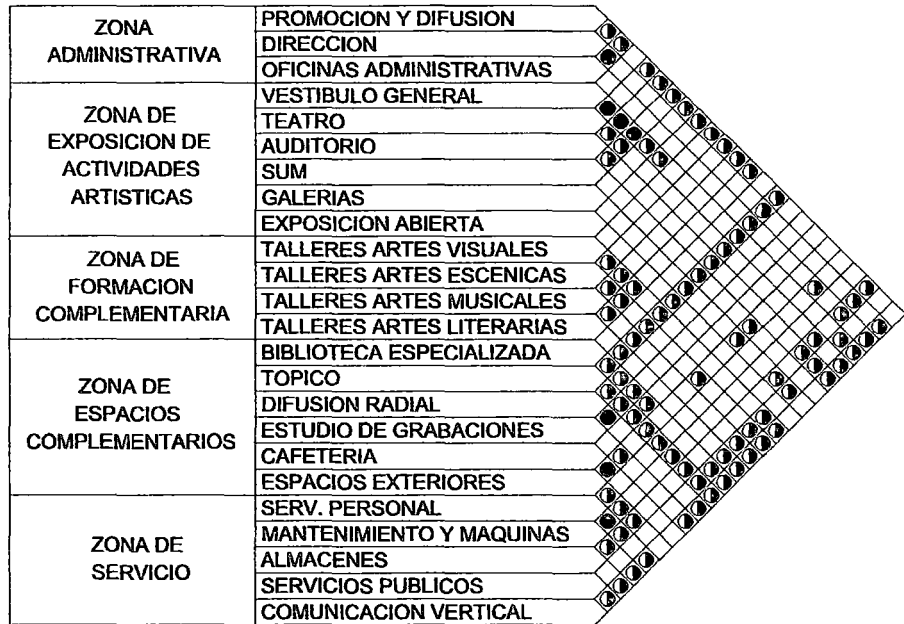 ZONA
ADMINISTRATIVA
PROMOCION Y DIFUSION
DIRECCION
OFICINAS ADMINISTRATIVAS
ZONA DE
EXPOSICION DE
ACTIVIDADES
ARTISTICAS
VESTIBULO GENERAL
TEATRO
AUDITORIO
SUM
GALERIAS
EXPOSICION ABIERTA
ZONA DE
FORMACION
COMPLEMENTARIA
TALLERES ARTES VISUALES
TALLERES ARTES ESCENICAS
TALLERES ARTES MUSICALES
TALLERES ARTES LITERARIAS
ZONA DE
ESPACIOS
COMPLEMENTARIOS
BIBLIOTECA ESPECIALIZADA
TOPICO
DIFUSION RADIAL
ESTUDIO DE GRABACIONES
CAFETERIA
ESPACIOS EXTERIORES
ZONA DE
SERVICIO
SERV. PERSONAL
MANTENIMIENTO Y MAQUINAS
ALMACENES
SERVICIOS PUBLICOS
COMUNICACION VERTICAL